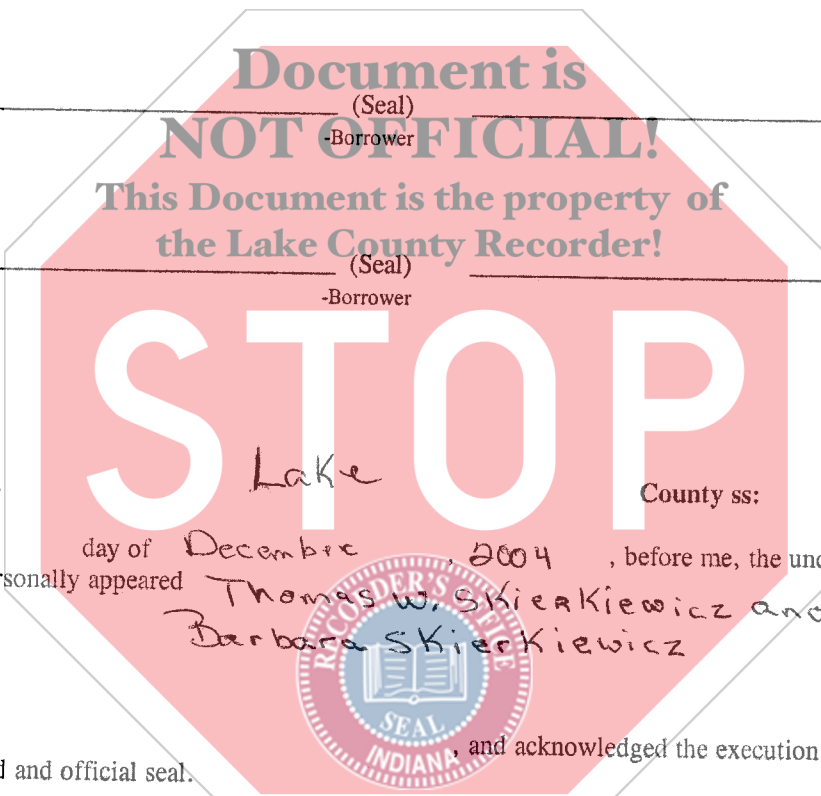 Document is
(Seal)
-Borrower
NOT OFFICIAL!
This Document is the property of
the Lake County Recorder!
(Seal)
-Borrower
STOP
Lake County ss:
day of Decembre , 2004 , before me, the und
rsonally appeared Thomas W. SKierKiewicz and
Barbara SKierKiewicz
RECORDER'S OFFICE
SEAL
INDIANA
, and acknowledged the execution
d and official seal.